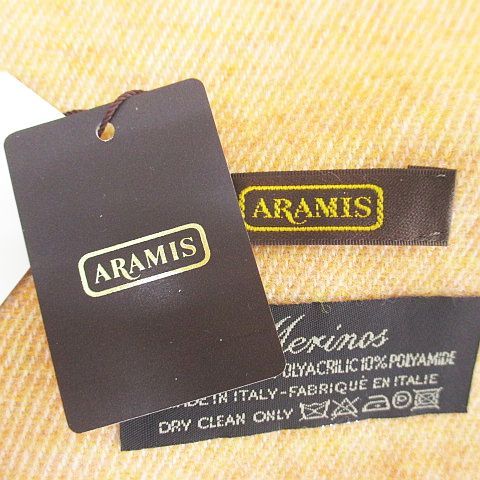 ARAMIS
ARAMIS
Merinos
POLYACRILIC 10% POLYAMIDE
MADE IN ITALY-FABRIQUÉ EN ITALIE
DRY CLEAN ONLY